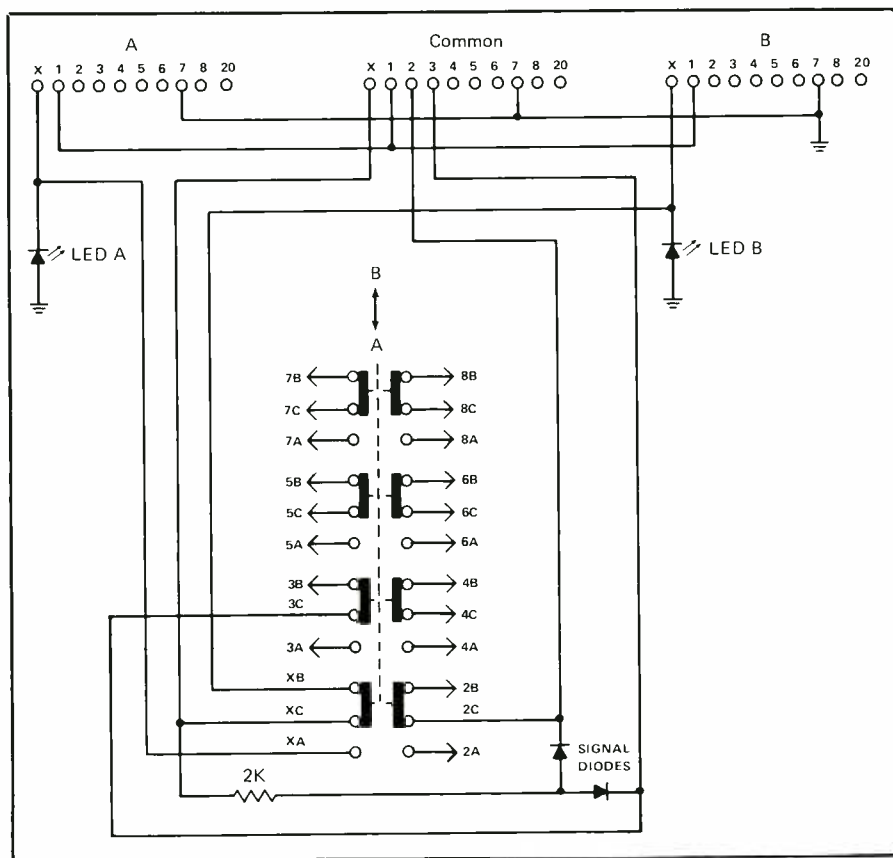 A Common B
X 1 2 3 4 5 6 7 8 20 X 1 2 3 4 5 6 7 8 20 X 1 2 3 4 5 6 7 8 20
LED A LED B
B
A
7B 8B
7C 8C
7A 8A
5B 6B
5C 6C
5A 6A
3B 4B
3C 4C
3A 4A
XB 2B
XC 2C
XA 2A
SIGNAL
DIODES
2K